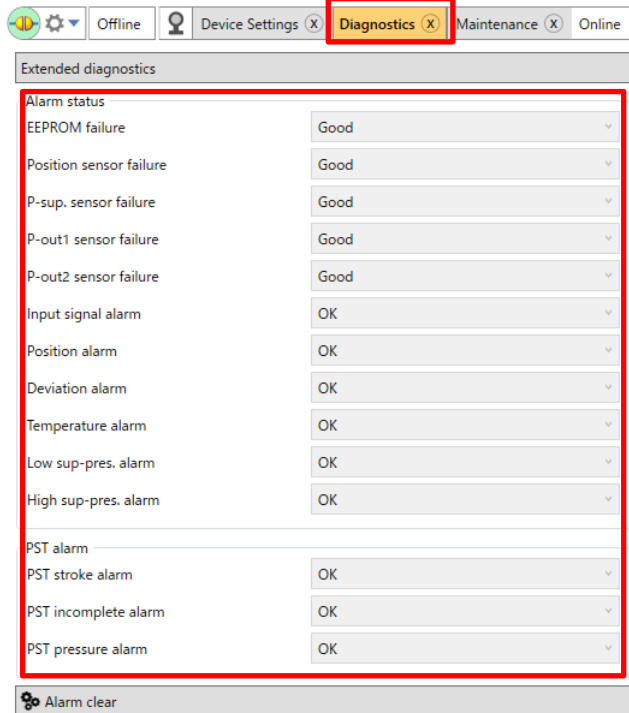 Offline Device Settings x Diagnostics x Maintenance x Online
Extended diagnostics
Alarm status
EEPROM failure Good
Position sensor failure Good
P-sup. sensor failure Good
P-out1 sensor failure Good
P-out2 sensor failure Good
Input signal alarm OK
Position alarm OK
Deviation alarm OK
Temperature alarm OK
Low sup-pres. alarm OK
High sup-pres. alarm OK
PST alarm
PST stroke alarm OK
PST incomplete alarm OK
PST pressure alarm OK
Alarm clear